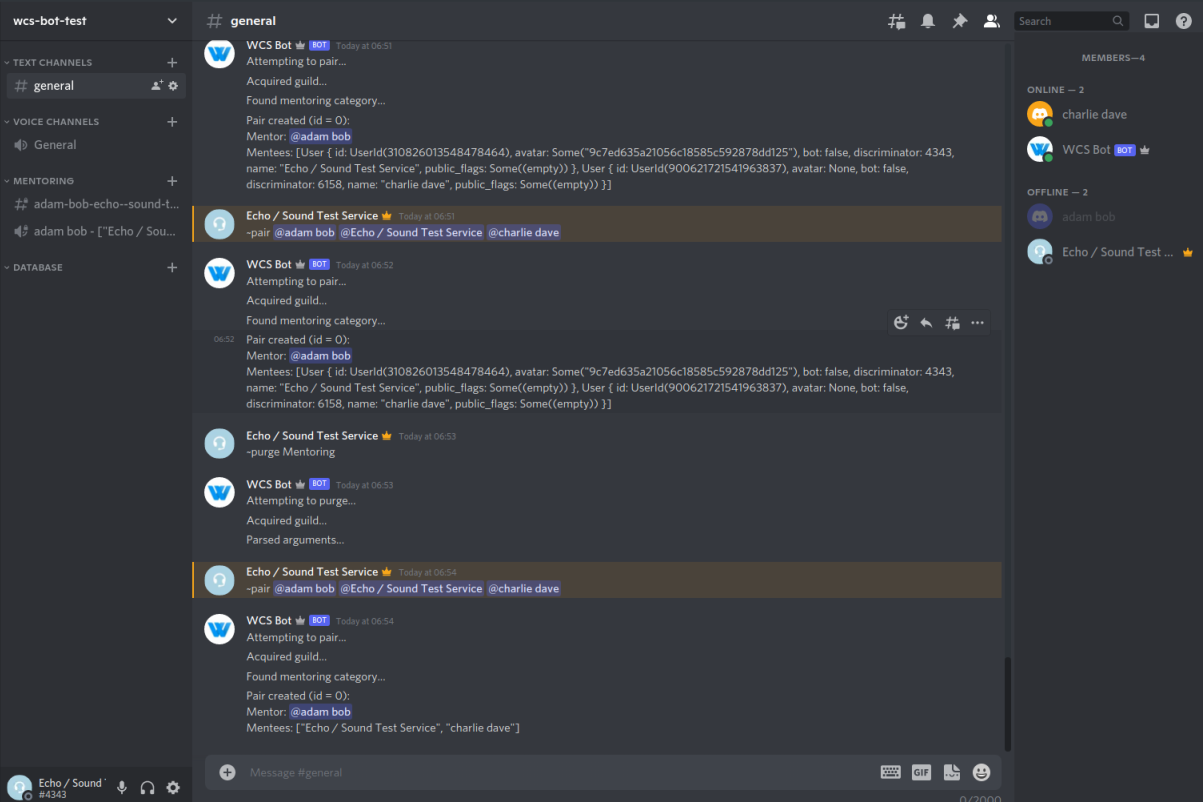 wcs-bot-test
TEXT CHANNELS
general
VOICE CHANNELS
General
MENTORING
adam-bob-echo--sound-t...
adam bob - ["Echo / Sou...
DATABASE
Echo / Sound
#4343
general
WCS Bot BOT Today at 06:51
Attempting to pair...
Acquired guild...
Found mentoring category...
Pair created (id = 0):
Mentor: @adam bob
Mentees: [User { id: UserId(310826013548478464), avatar: Some("9c7ed635a21056c18585c592878dd125"), bot: false, discriminator: 4343,
name: "Echo / Sound Test Service", public_flags: Some((empty)) }, User { id: UserId(900621721541963837), avatar: None, bot: false,
discriminator: 6158, name: "charlie dave", public_flags: Some((empty)) }]
Echo / Sound Test Service Today at 06:51
~pair @adam bob @Echo / Sound Test Service @charlie dave
WCS Bot BOT Today at 06:52
Attempting to pair...
Acquired guild...
Found mentoring category...
06:52 Pair created (id = 0):
Mentor: @adam bob
Mentees: [User { id: UserId(310826013548478464), avatar: Some("9c7ed635a21056c18585c592878dd125"), bot: false, discriminator: 4343,
name: "Echo / Sound Test Service", public_flags: Some((empty)) }, User { id: UserId(900621721541963837), avatar: None, bot: false,
discriminator: 6158, name: "charlie dave", public_flags: Some((empty)) }]
Echo / Sound Test Service Today at 06:53
~purge Mentoring
WCS Bot BOT Today at 06:53
Attempting to purge...
Acquired guild...
Parsed arguments...
Echo / Sound Test Service Today at 06:54
~pair @adam bob @Echo / Sound Test Service @charlie dave
WCS Bot BOT Today at 06:54
Attempting to pair...
Acquired guild...
Found mentoring category...
Pair created (id = 0):
Mentor: @adam bob
Mentees: ["Echo / Sound Test Service", "charlie dave"]
Message #general
GIF
0/2000
Search
MEMBERS—4
ONLINE — 2
charlie dave
WCS Bot BOT
OFFLINE — 2
adam bob
Echo / Sound Test ...